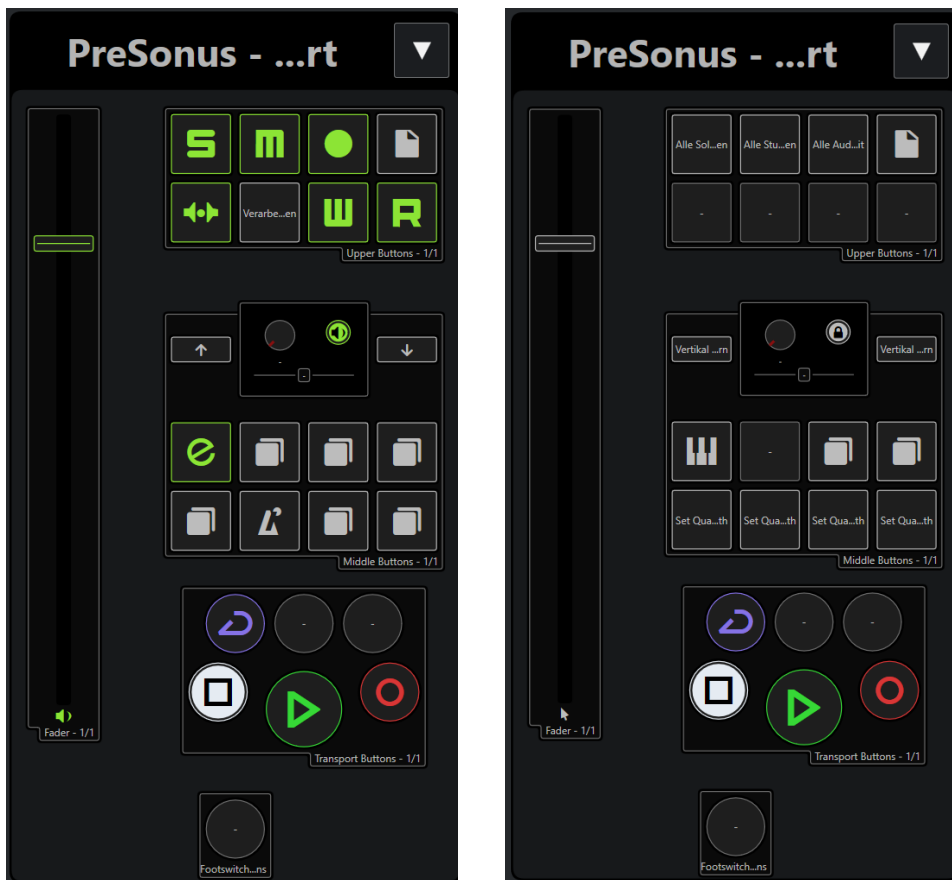 PreSonus - ...rt
S M
Verarbe...en W R
Upper Buttons - 1/1
-
-
e
Middle Buttons - 1/1
- -
Fader - 1/1
Transport Buttons - 1/1
-
Footswitch...ns
PreSonus - ...rt
Alle Sol...en Alle Stu...en Alle Aud...it
- - - -
Upper Buttons - 1/1
Vertikal ...rn - Vertikal ...rn
-
-
Set Qua...th Set Qua...th Set Qua...th Set Qua...th
Middle Buttons - 1/1
- -
Fader - 1/1
Transport Buttons - 1/1
-
Footswitch...ns